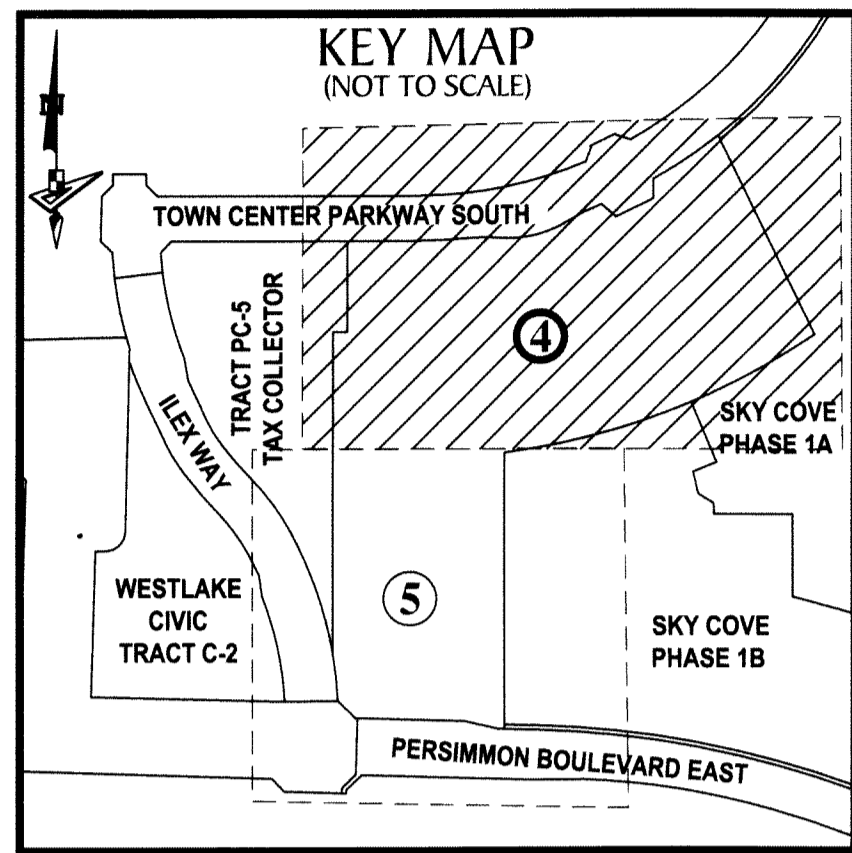 KEY MAP
(NOT TO SCALE)
N
TOWN CENTER PARKWAY SOUTH
TRACT PC-5
TAX COLLECTOR
4
ILEX WAY
SKY COVE
PHASE 1A
WESTLAKE
CIVIC
TRACT C-2
5
SKY COVE
PHASE 1B
PERSIMMON BOULEVARD EAST